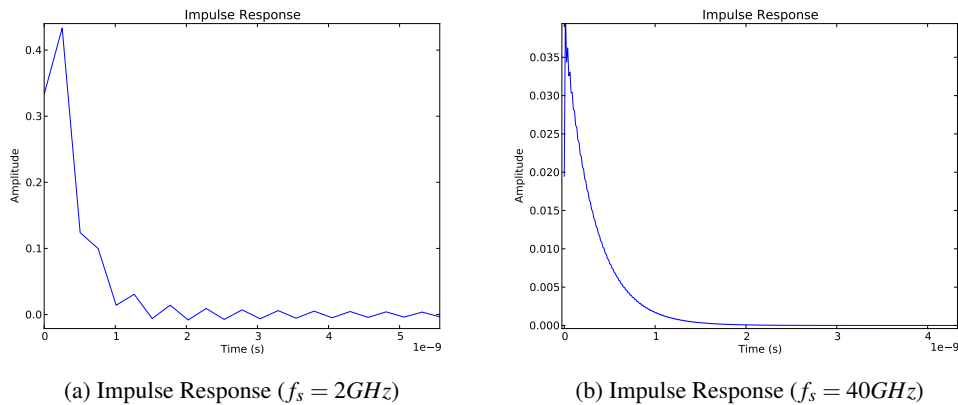 Impulse Response
0.4
0.3
0.2
0.1
0.0
Amplitude
0 1 2 3 4 5
Time (s)
1e−9
(a) Impulse Response (fs = 2GHz)
Impulse Response
0.035
0.030
0.025
0.020
0.015
0.010
0.005
0.000
Amplitude
0 1 2 3 4
Time (s)
1e−9
(b) Impulse Response (fs = 40GHz)